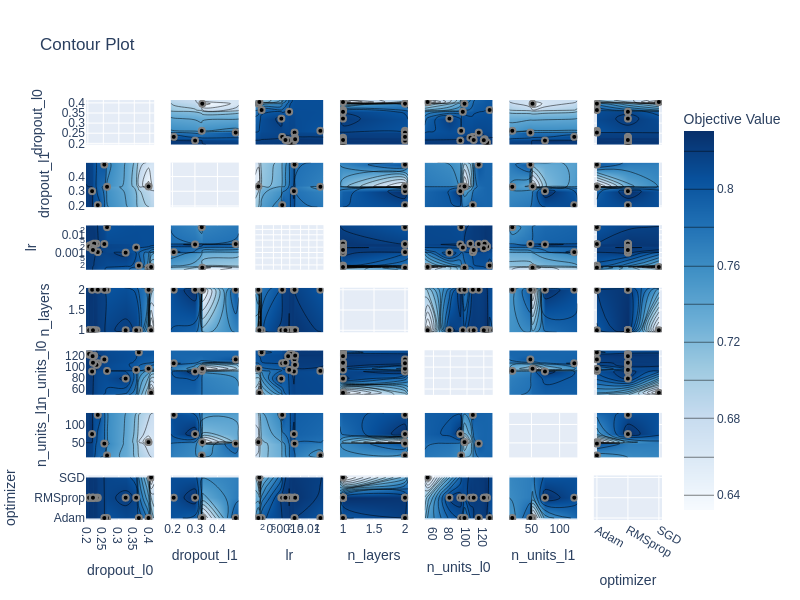 Contour Plot
Objective Value
0.8
0.76
0.72
0.68
0.64
dropout_l0
0.4
0.35
0.3
0.25
0.2
dropout_l1
0.4
0.3
0.2
lr
0.01
0.001
n_layers
2
1.5
1
n_units_l0
120
100
80
60
n_units_l1
100
50
optimizer
SGD
RMSprop
Adam
0.2
0.25
0.3
0.35
0.4
dropout_l0
0.2 0.3 0.4
dropout_l1
0.01
lr
1 1.5 2
n_layers
60
80
100
120
n_units_l0
50 100
n_units_l1
Adam
RMSprop
SGD
optimizer